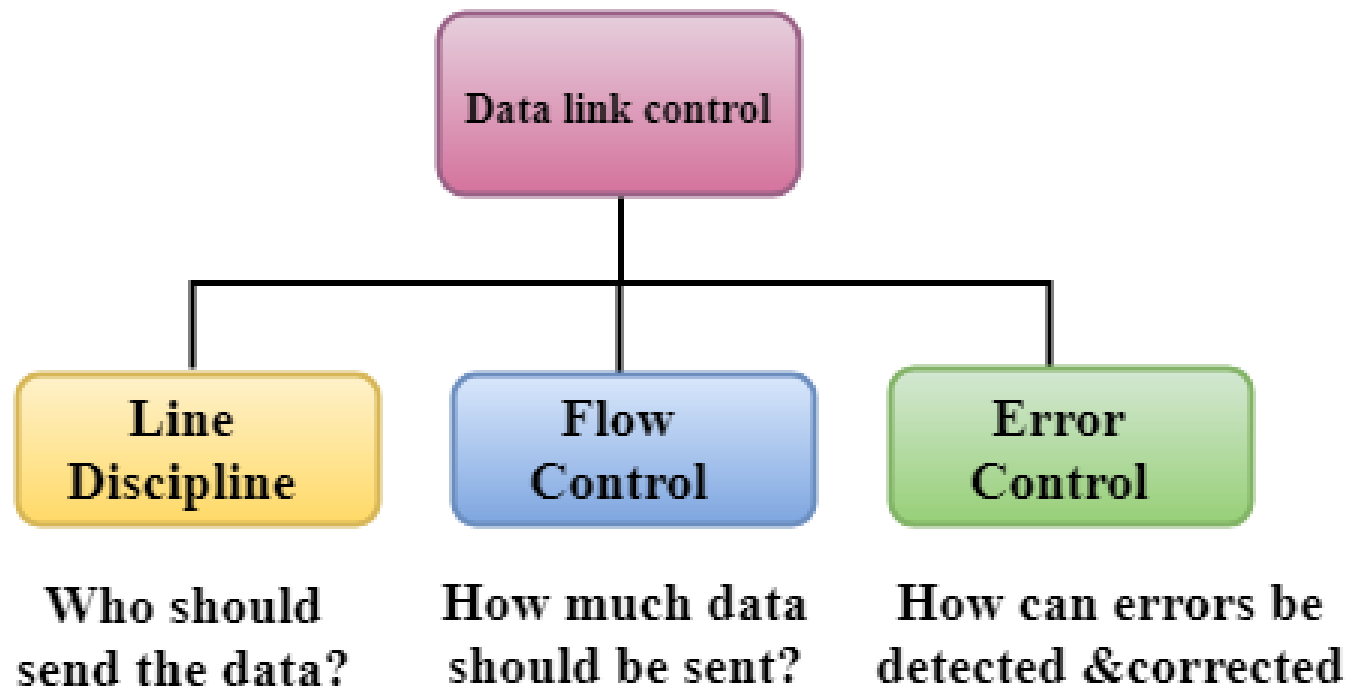 Data link control
Line
Discipline
Flow
Control
Error
Control
Who should
send the data?
How much data
should be sent?
How can errors be
detected &corrected